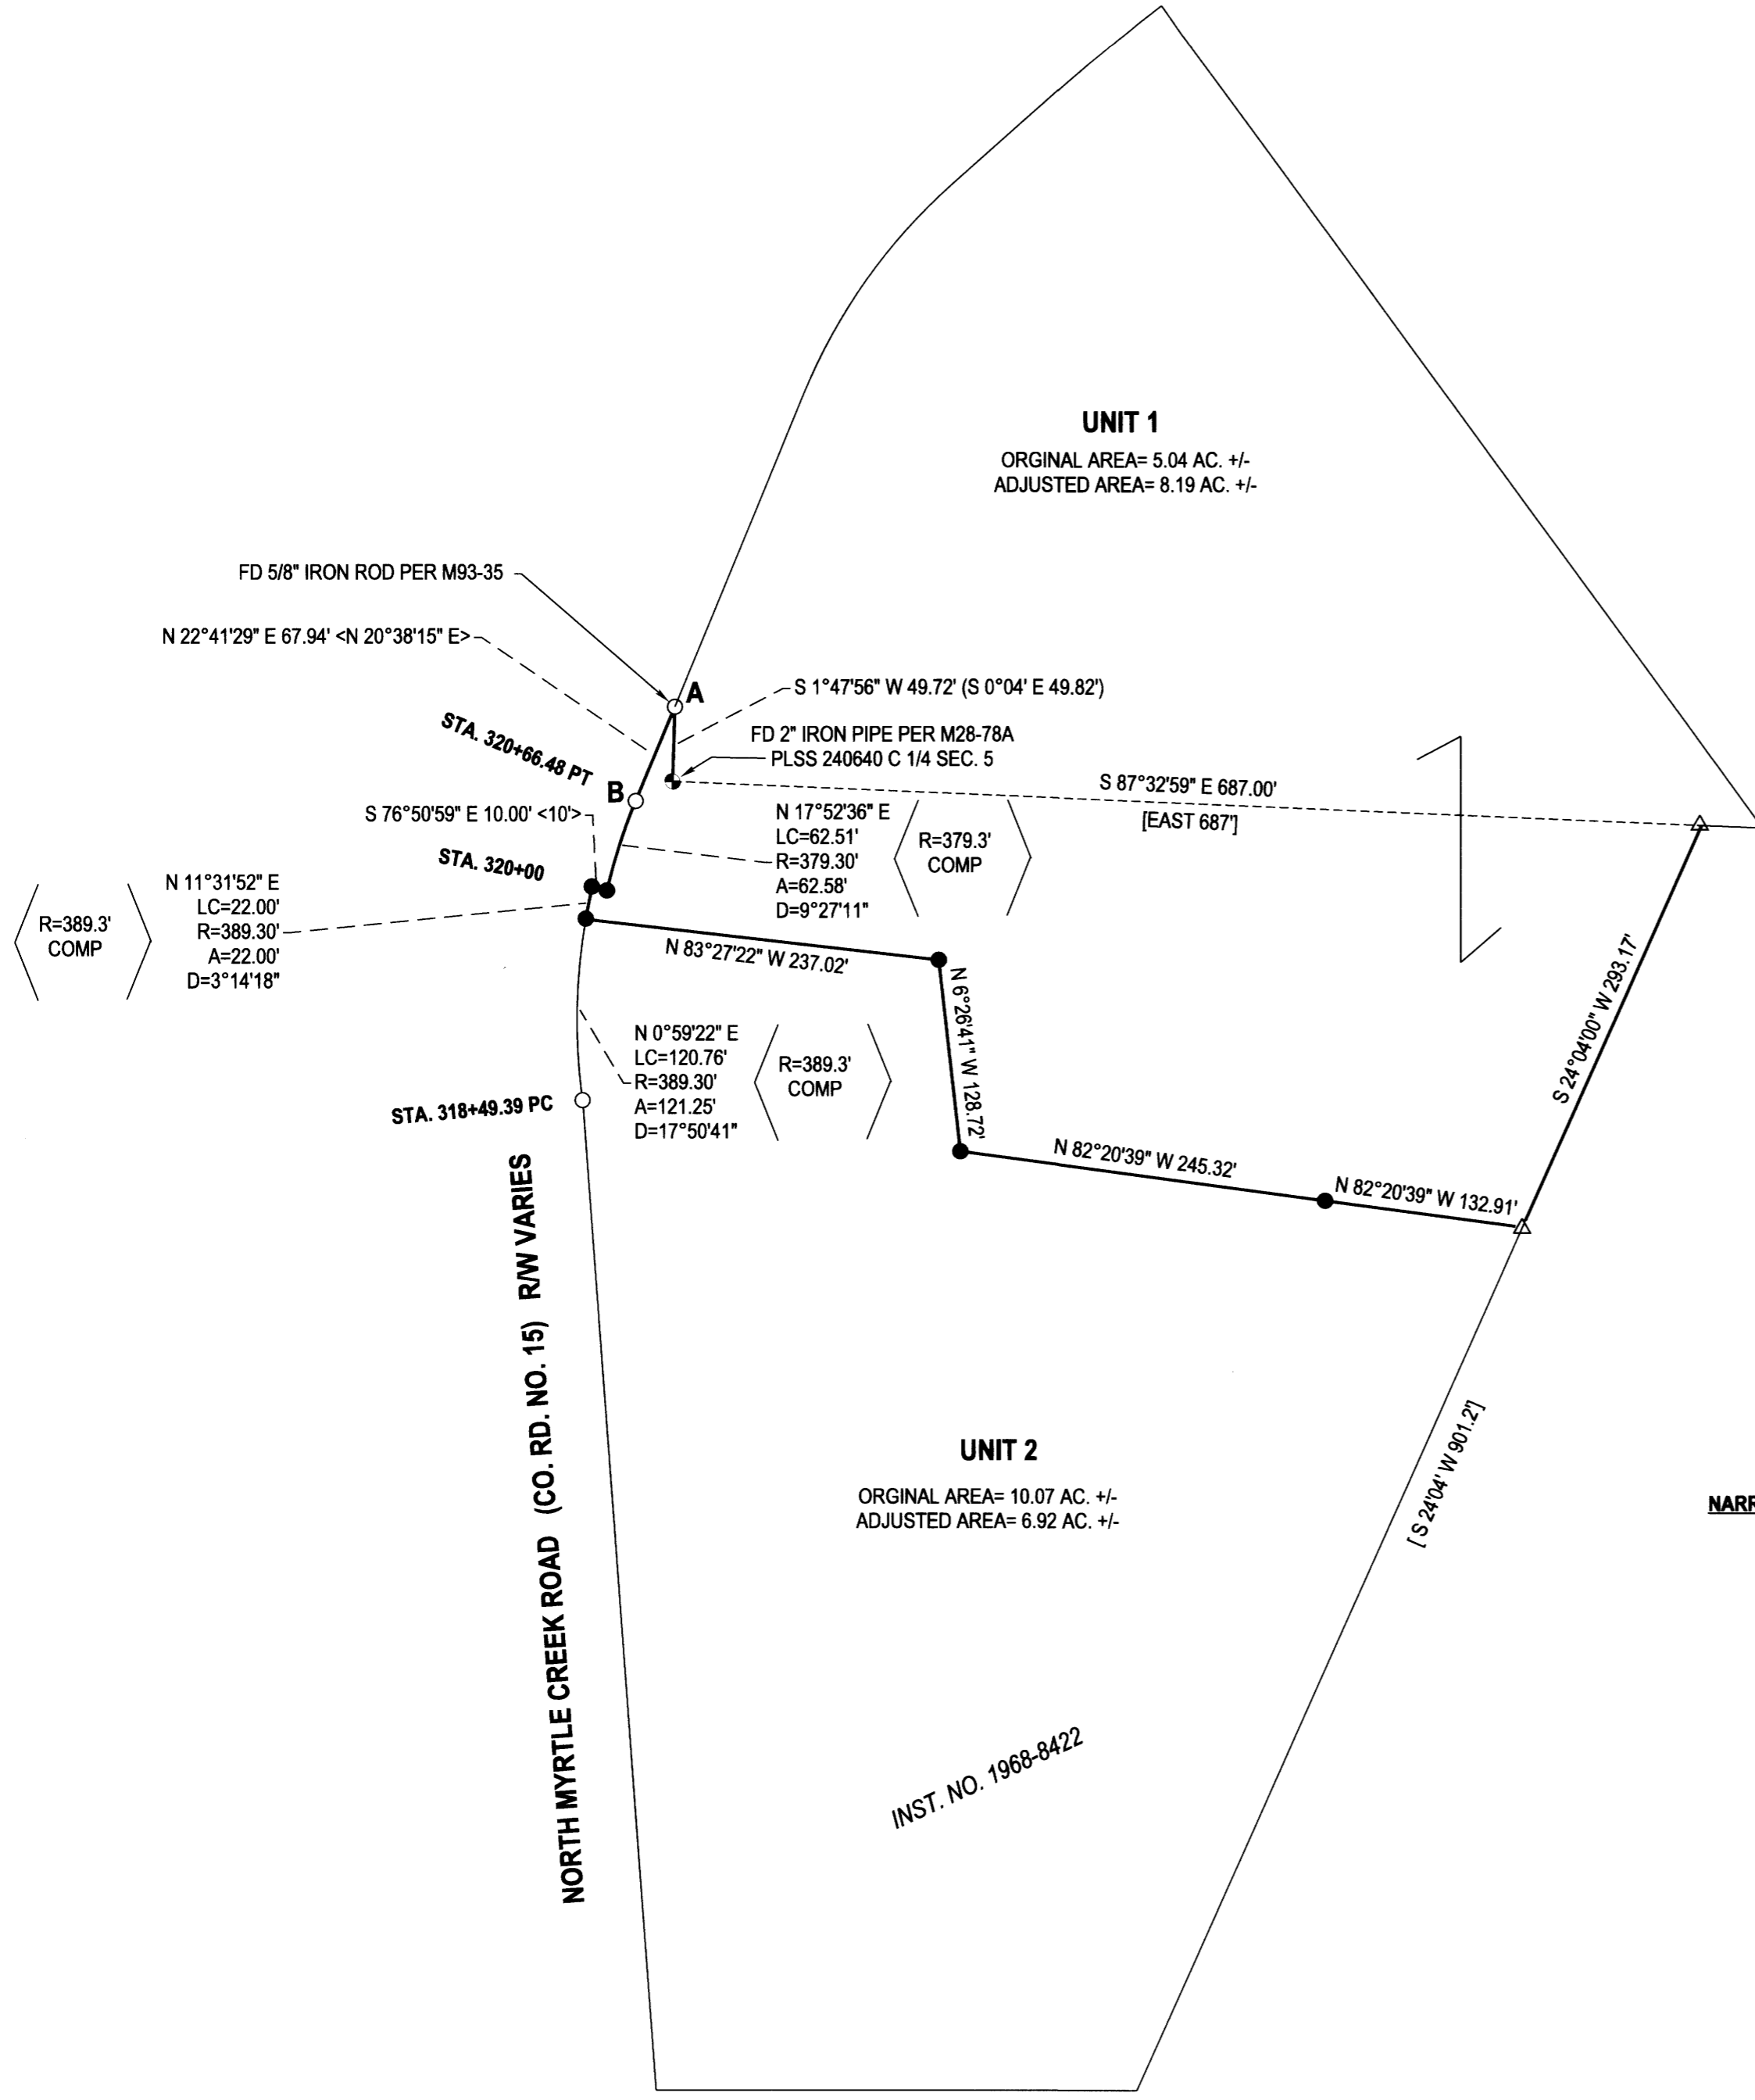 UNIT 1
ORGINAL AREA= 5.04 AC. +/-
ADJUSTED AREA= 8.19 AC. +/-
FD 5/8" IRON ROD PER M93-35
N 22°41'29" E 67.94' <N 20°38'15" E>
A
S 1°47'56" W 49.72' (S 0°04' E 49.82')
STA. 320+66.48 PT
FD 2" IRON PIPE PER M28-78A
PLSS 240640 C 1/4 SEC. 5
B
S 87°32'59" E 687.00'
[EAST 687']
S 76°50'59" E 10.00' <10'>
N 17°52'36" E
LC=62.51'
R=379.30'
A=62.58'
D=9°27'11"
R=379.3'
COMP
STA. 320+00
N 11°31'52" E
LC=22.00'
R=389.30'
A=22.00'
D=3°14'18"
R=389.3'
COMP
N 83°27'22" W 237.02'
N 6°26'41" W 128.72'
S 24°04'00" W 293.17'
N 0°59'22" E
LC=120.76'
R=389.30'
A=121.25'
D=17°50'41"
R=389.3'
COMP
STA. 318+49.39 PC
N 82°20'39" W 245.32'
N 82°20'39" W 132.91'
NORTH MYRTLE CREEK ROAD (CO. RD. NO. 15) R/W VARIES
UNIT 2
ORGINAL AREA= 10.07 AC. +/-
ADJUSTED AREA= 6.92 AC. +/-
[ S 24'04' W 901.2']
NARR
INST. NO. 1968-8422